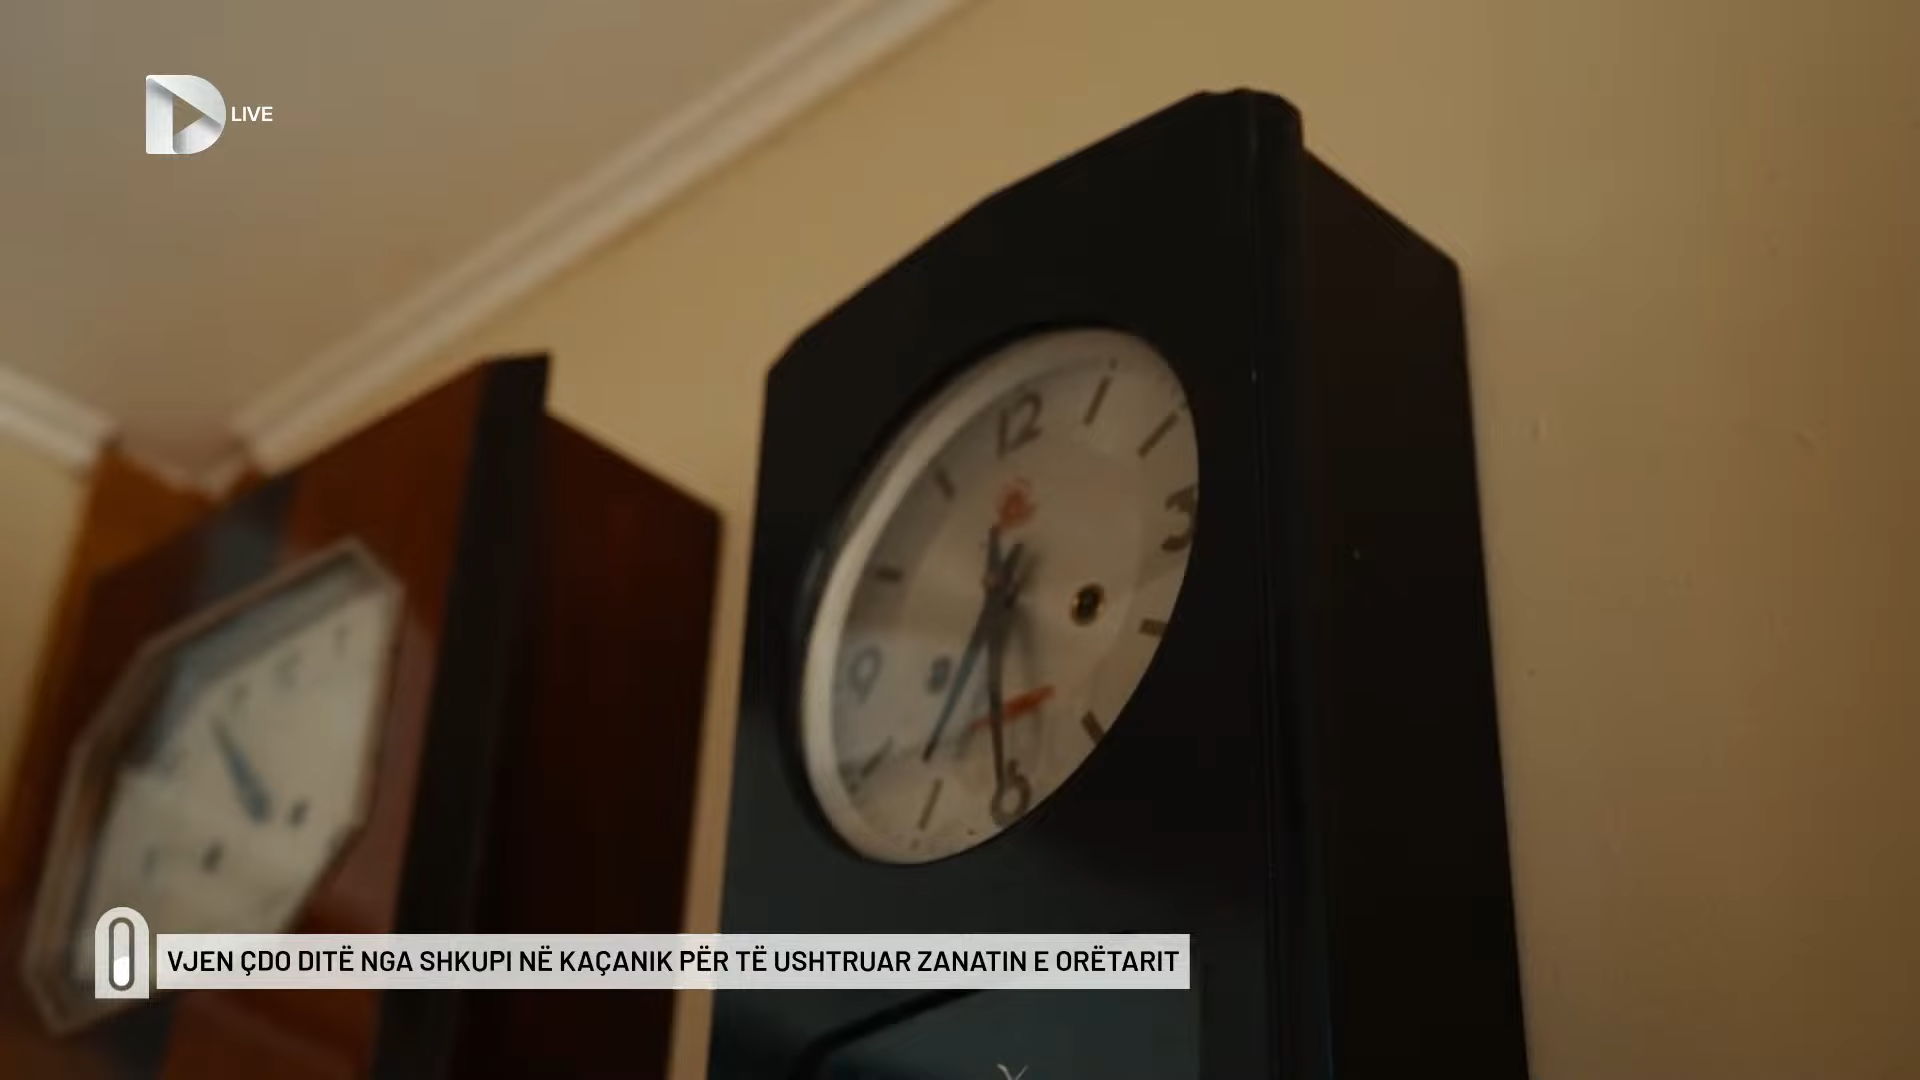 LIVE
12
3
9
6
VJEN ÇDO DITË NGA SHKUPI NË KAÇANIK PËR TË USHTRUAR ZANATIN E ORËTARIT